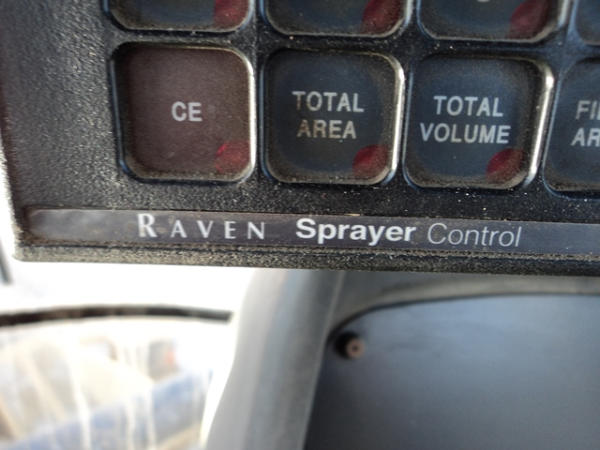 CE
TOTAL
AREA
TOTAL
VOLUME
RAVEN Sprayer Control